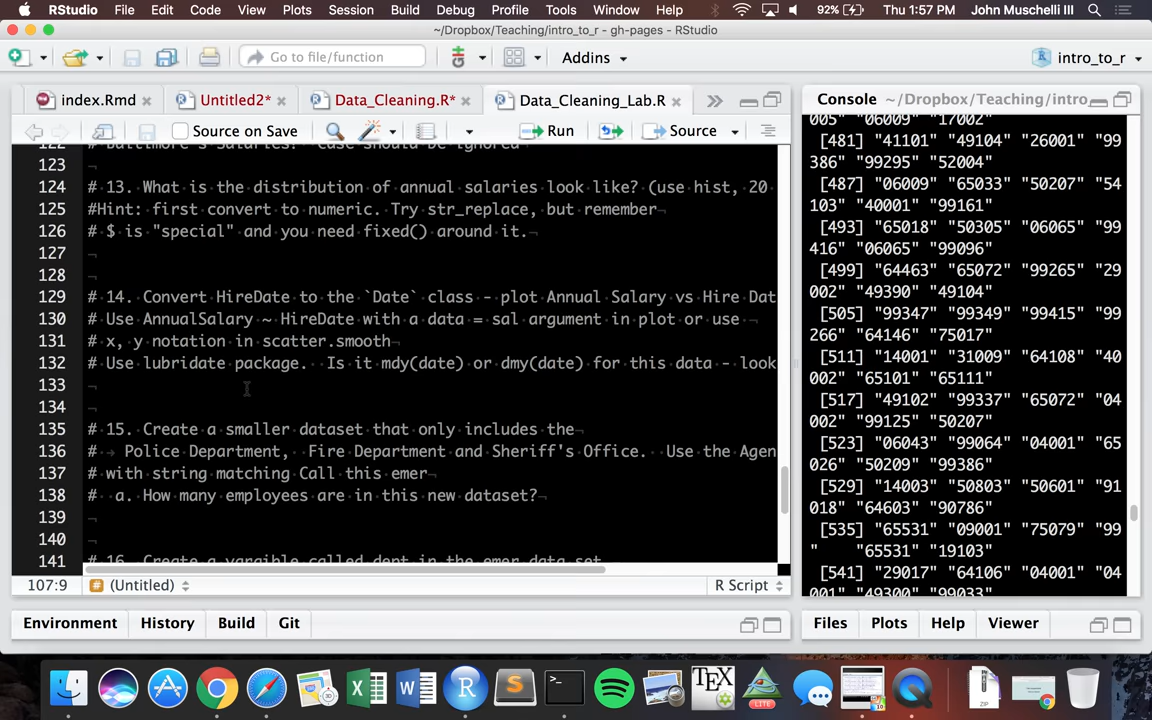 RStudio File Edit Code View Plots Session Build Debug Profile Tools Window Help 92% Thu 1:57 PM John Muschelli III
~/Dropbox/Teaching/intro_to_r - gh-pages - RStudio
Go to file/function Addins intro_to_r
index.Rmd Untitled2* Data_Cleaning.R* Data_Cleaning_Lab.R
Source on Save Run Source
122 # Baltimore's Salaries? Case should be ignored
123
124 # 13. What is the distribution of annual salaries look like? (use hist, 20
125 #Hint: first convert to numeric. Try str_replace, but remember
126 # $ is "special" and you need fixed() around it.
127
128
129 # 14. Convert HireDate to the `Date` class - plot Annual Salary vs Hire Dat
130 # Use AnnualSalary ~ HireDate with a data = sal argument in plot or use
131 # x, y notation in scatter.smooth
132 # Use lubridate package. Is it mdy(date) or dmy(date) for this data - look
133
134
135 # 15. Create a smaller dataset that only includes the
136 # Police Department, Fire Department and Sheriff's Office. Use the Agen
137 # with string matching Call this emer
138 # a. How many employees are in this new dataset?
139
140
141 # 16. Create a vargible called dept in the emer data set
107:9 (Untitled) R Script
Environment History Build Git
Console ~/Dropbox/Teaching/intro
005" "06009" "17002"
[481] "41101" "49104" "26001" "99
386" "99295" "52004"
[487] "06009" "65033" "50207" "54
103" "40001" "99161"
[493] "65018" "50305" "06065" "99
416" "06065" "99096"
[499] "64463" "65072" "99265" "29
002" "49390" "49104"
[505] "99347" "99349" "99415" "99
266" "64146" "75017"
[511] "14001" "31009" "64108" "40
002" "65101" "65111"
[517] "49102" "99337" "65072" "04
002" "99125" "50207"
[523] "06043" "99064" "04001" "65
026" "50209" "99386"
[529] "14003" "50803" "50601" "91
018" "64603" "90786"
[535] "65531" "09001" "75079" "99
" "65531" "19103"
[541] "29017" "64106" "04001" "04
001" "49300" "99033"
Files Plots Help Viewer
TEX
LITE
ZIP